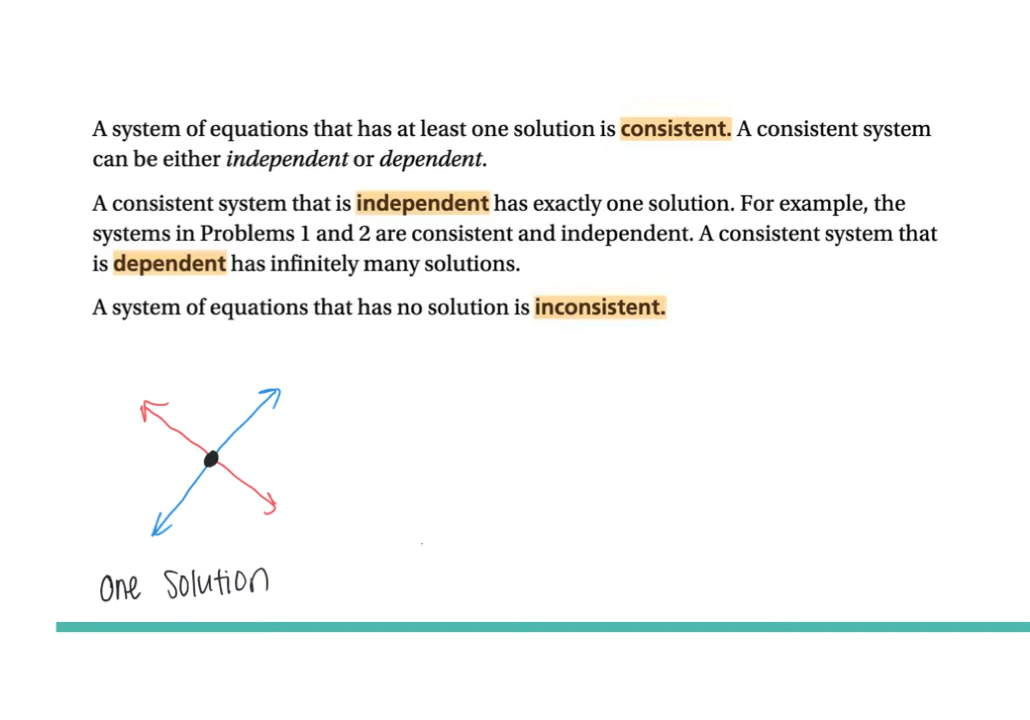 A system of equations that has at least one solution is consistent. A consistent system
can be either independent or dependent.
A consistent system that is independent has exactly one solution. For example, the
systems in Problems 1 and 2 are consistent and independent. A consistent system that
is dependent has infinitely many solutions.
A system of equations that has no solution is inconsistent.
One Solution